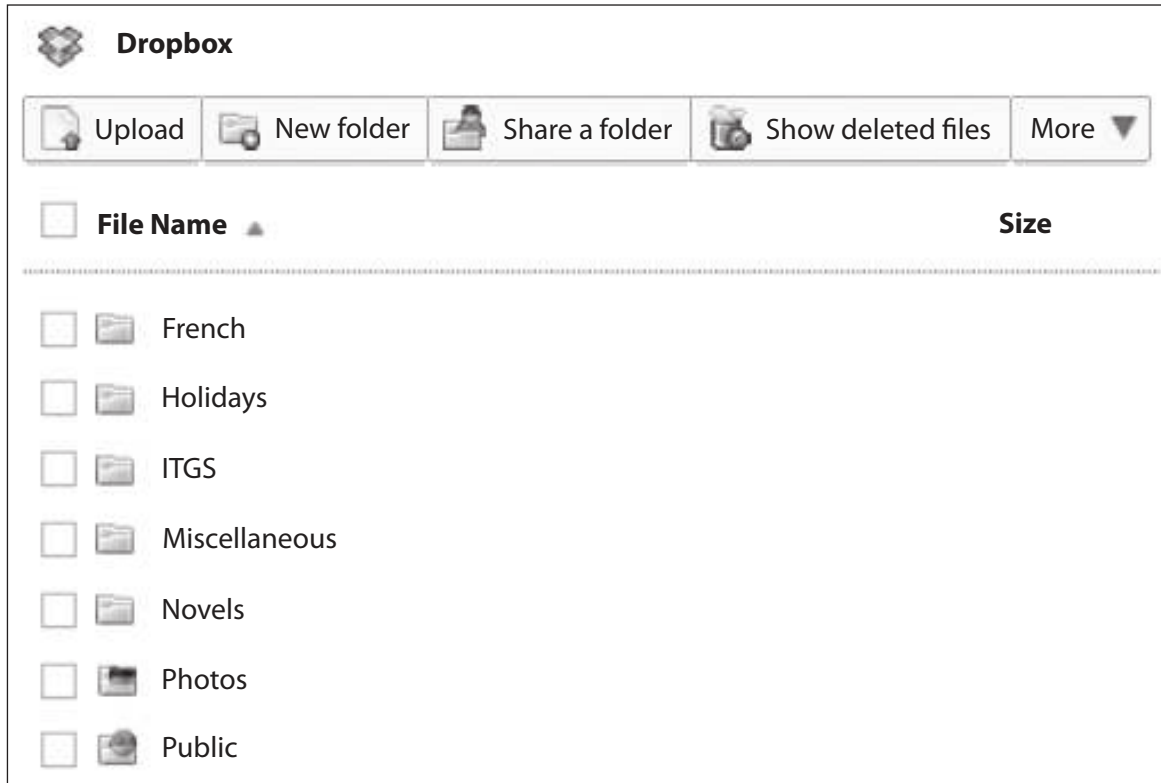 Dropbox
Upload New folder Share a folder Show deleted files More
File Name Size
French
Holidays
ITGS
Miscellaneous
Novels
Photos
Public